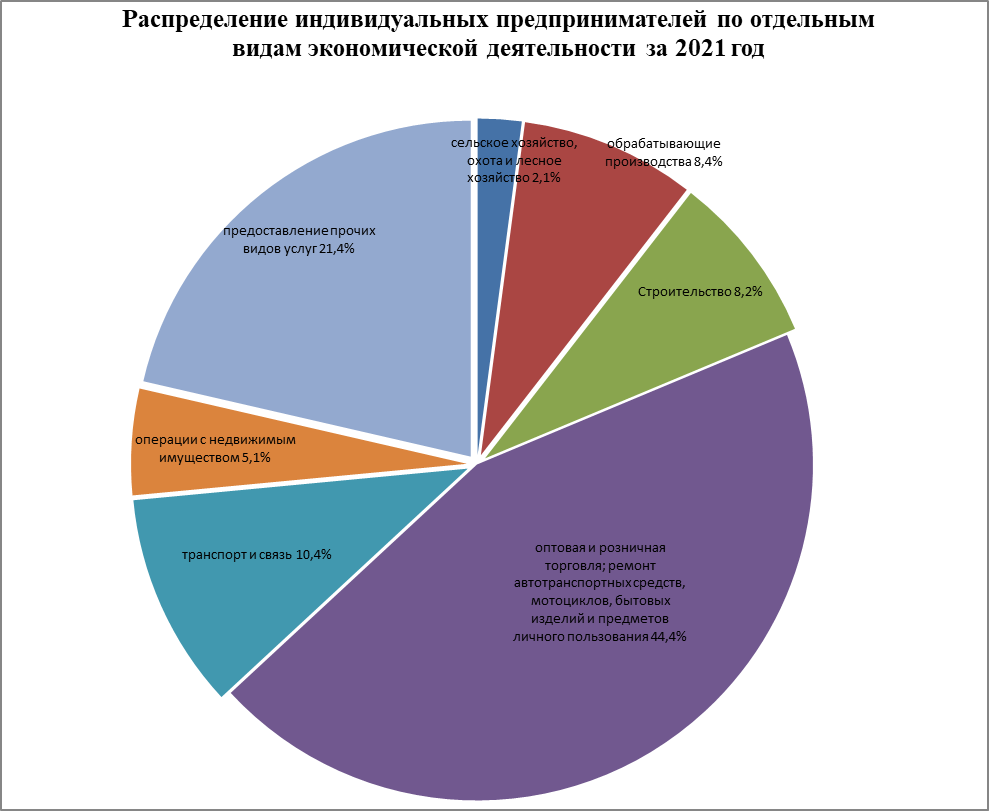 Распределение индивидуальных предпринимателей по отдельным
видам экономической деятельности за 2021 год
сельское хозяйство,
охота и лесное
хозяйство 2,1%
обрабатывающие
производства 8,4%
Строительство 8,2%
оптовая и розничная
торговля; ремонт
автотранспортных средств,
мотоциклов, бытовых
изделий и предметов
личного пользования 44,4%
транспорт и связь 10,4%
операции с недвижимым
имуществом 5,1%
предоставление прочих
видов услуг 21,4%